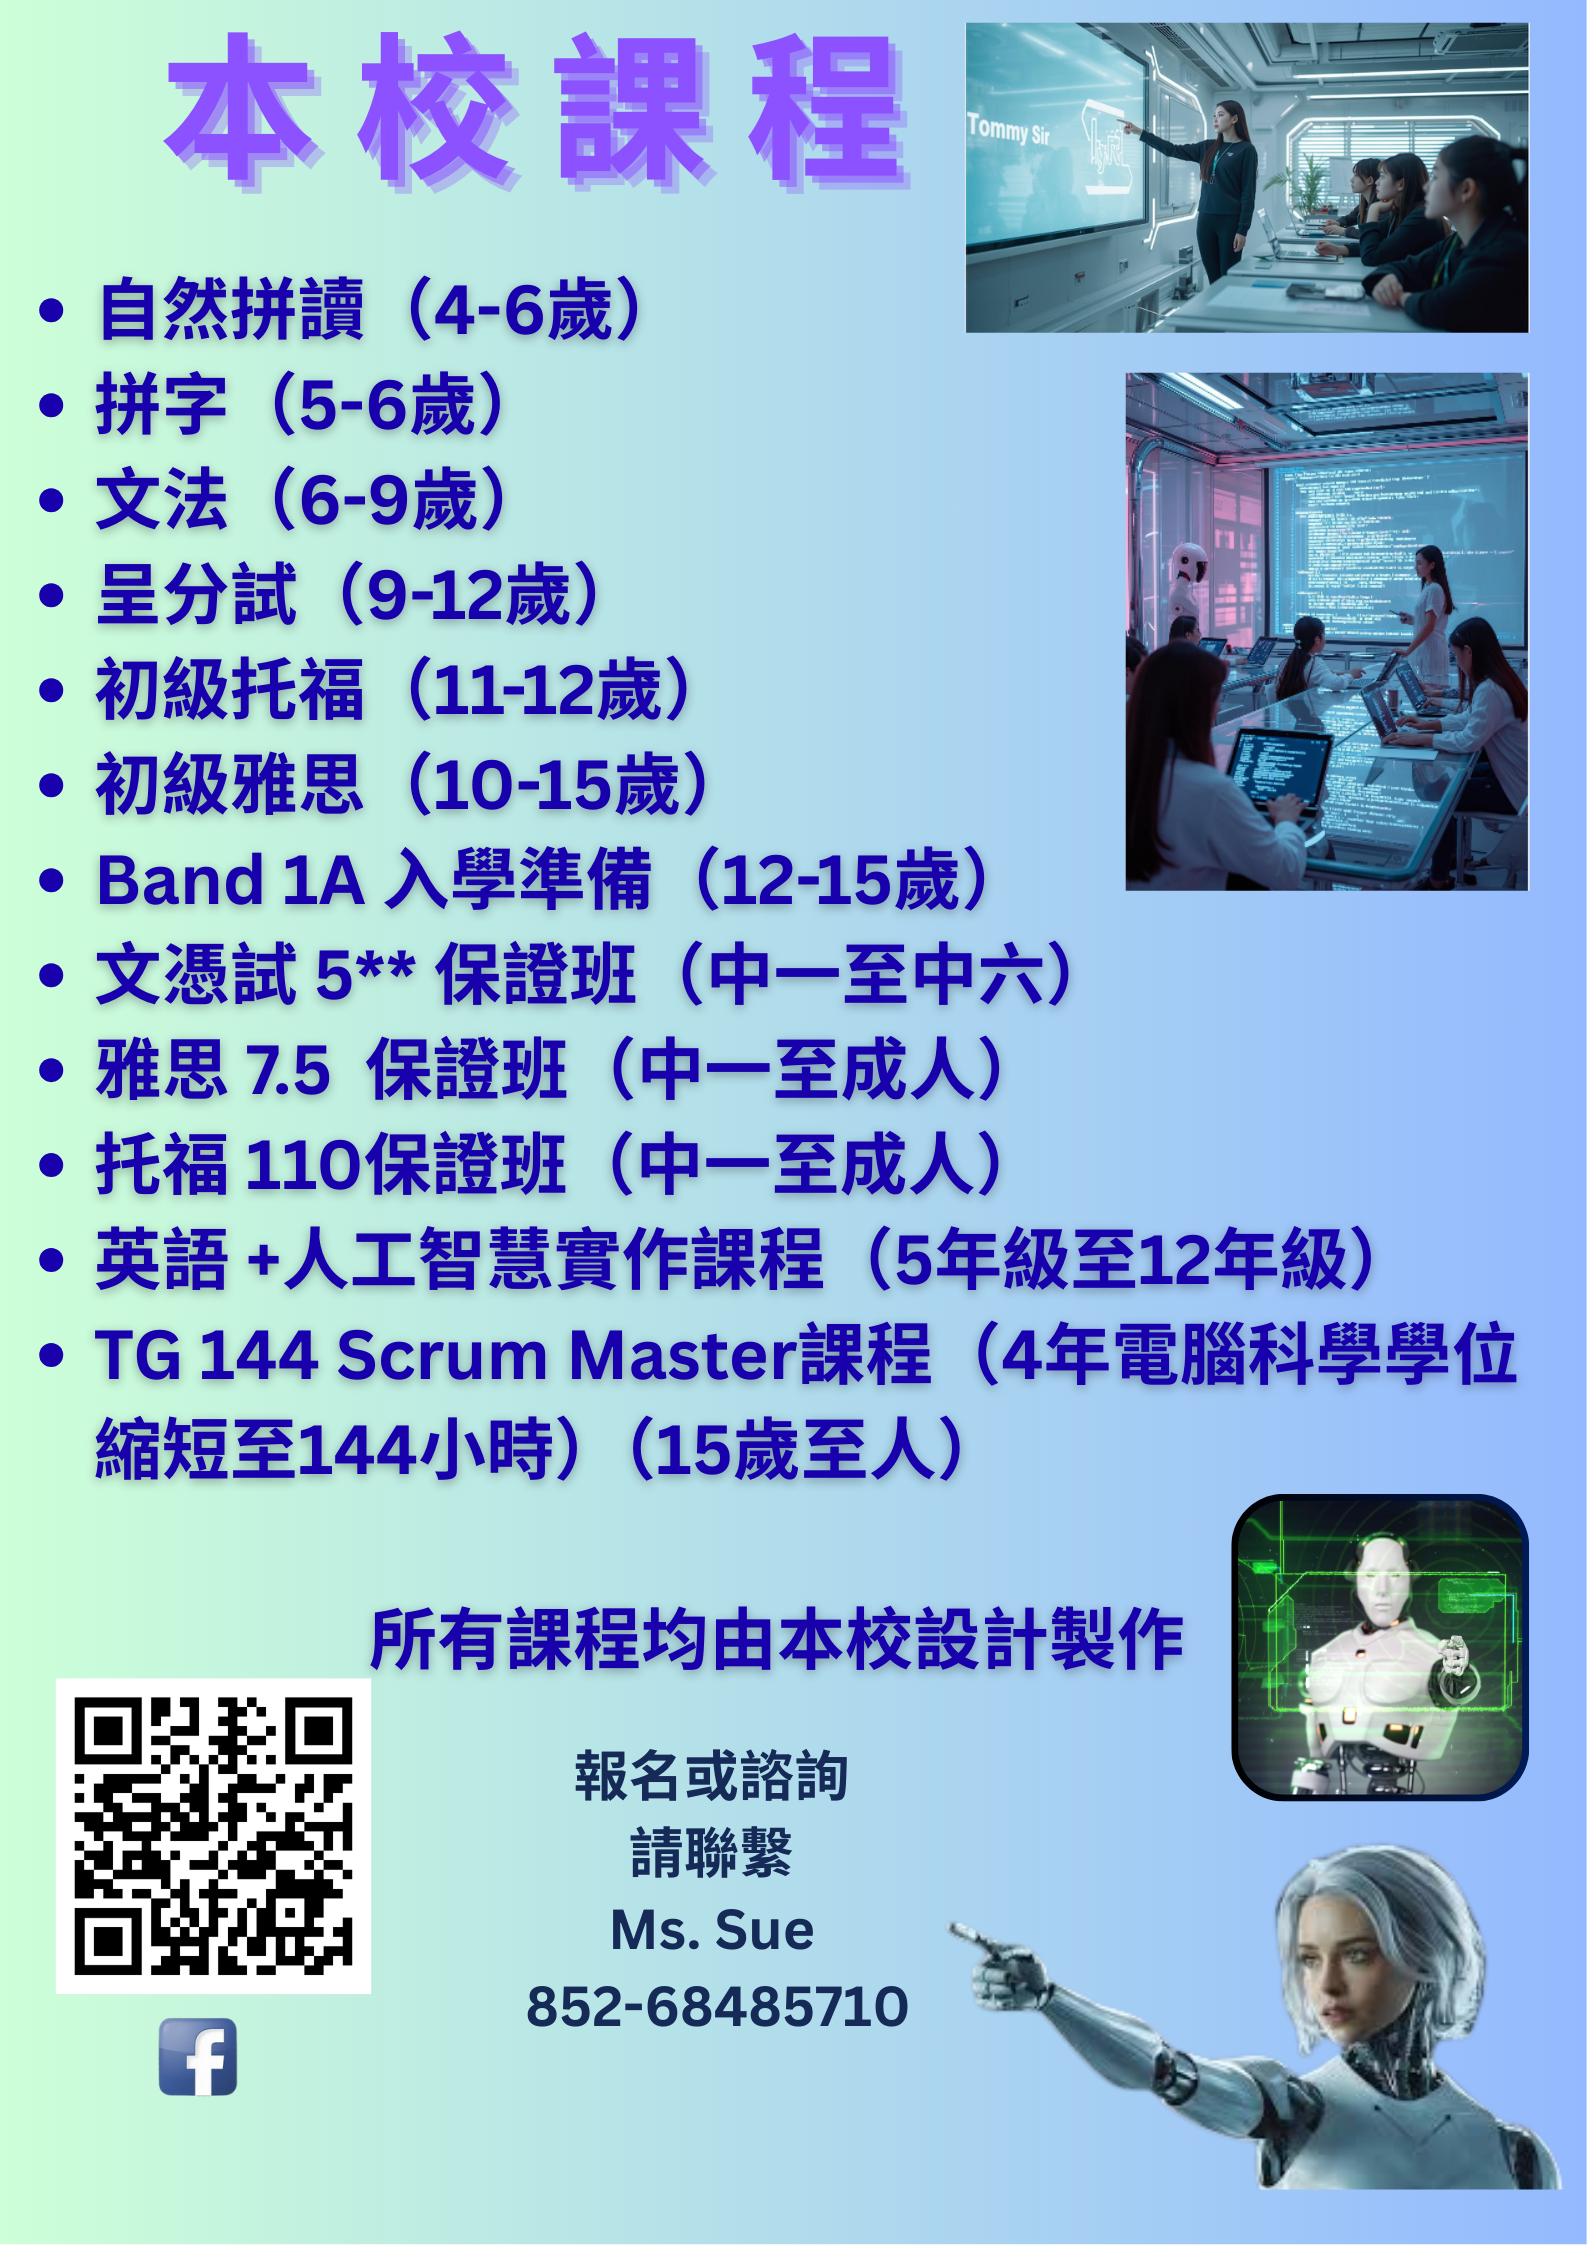 本校課程
Tommy Sir
自然拼讀（4-6歲）
拼字（5-6歲）
文法（6-9歲）
呈分試（9-12歲）
初級托福（11-12歲）
初級雅思（10-15歲）
Band 1A 入學準備（12-15歲）
文憑試 5** 保證班（中一至中六）
雅思 7.5 保證班（中一至成人）
托福 110保證班（中一至成人）
英語 +人工智慧實作課程（5年級至12年級）
TG 144 Scrum Master課程（4年電腦科學學位
縮短至144小時）（15歲至人）
所有課程均由本校設計製作
報名或諮詢
請聯繫
Ms. Sue
852-68485710
f